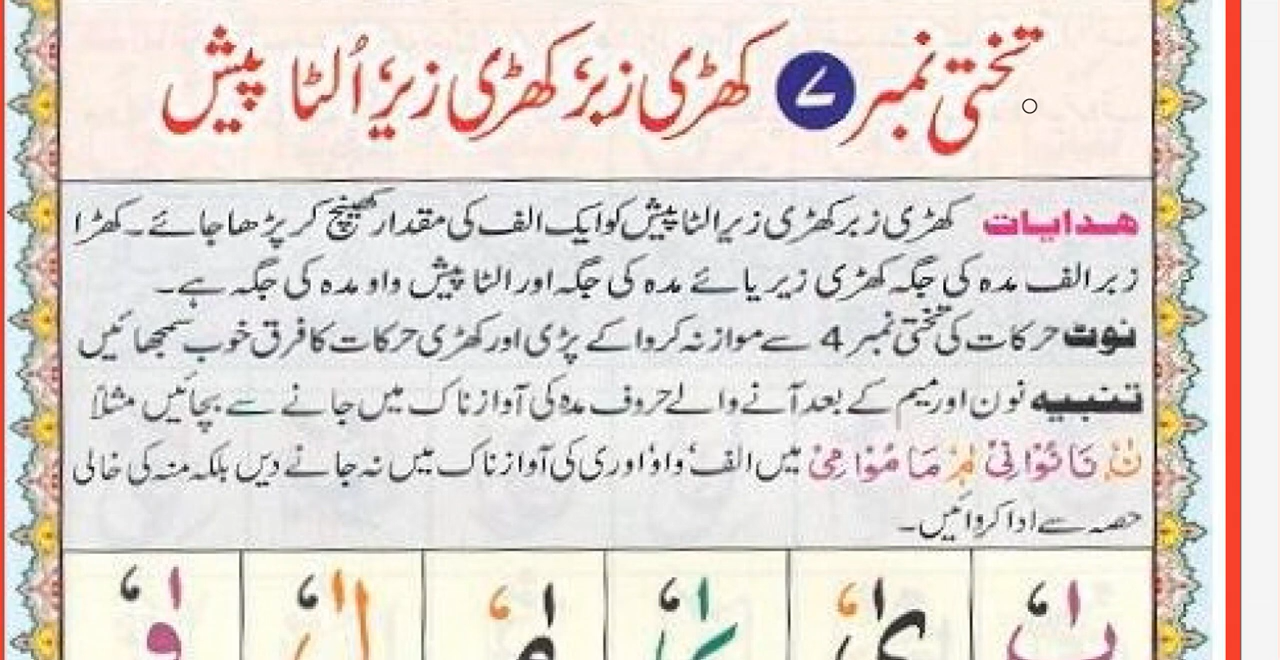 تختی نمبر ۷ کھڑی زبر، کھڑی زیر، اُلٹا پیش
ھدایات کھڑی زبر کھڑی زیر الٹا پیش کو ایک الف کی مقدار کھینچ کر پڑھا جائے۔ کھڑا
زبر الف مدہ کی جگہ کھڑی زیر یائے مدہ کی جگہ اور الٹا پیش واو مدہ کی جگہ ہے۔
نوٹ حرکات کی تختی نمبر 4 سے موازنہ کروا کے پڑی اور کھڑی حرکات کا فرق خوب سمجھائیں
تنبیہ نون اور میم کے بعد آنے والے حروف مدہ کی آواز ناک میں جانے سے بچائیں مثلاً
نَا نُوْا نِیْ مَا مُوْا مِیْ میں الف، واؤ اور ی کی آواز ناک میں نہ جانے دیں بلکہ منہ کی خالی
حصہ سے ادا کروائیں۔